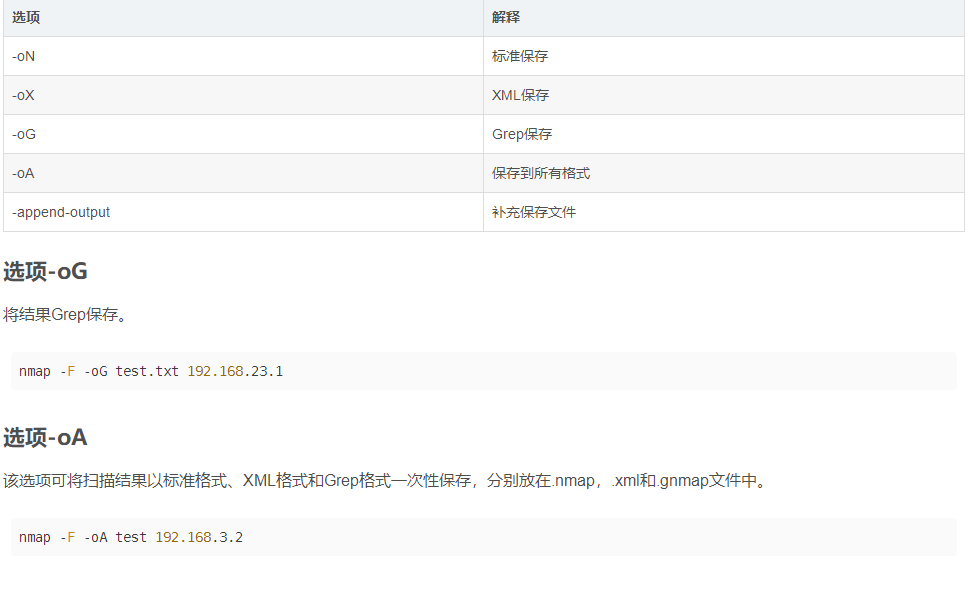 选项 解释
-oN 标准保存
-oX XML保存
-oG Grep保存
-oA 保存到所有格式
-append-output 补充保存文件
选项-oG
将结果Grep保存。
nmap -F -oG test.txt 192.168.23.1
选项-oA
该选项可将扫描结果以标准格式、XML格式和Grep格式一次性保存，分别放在.nmap，.xml和.gnmap文件中。
nmap -F -oA test 192.168.3.2